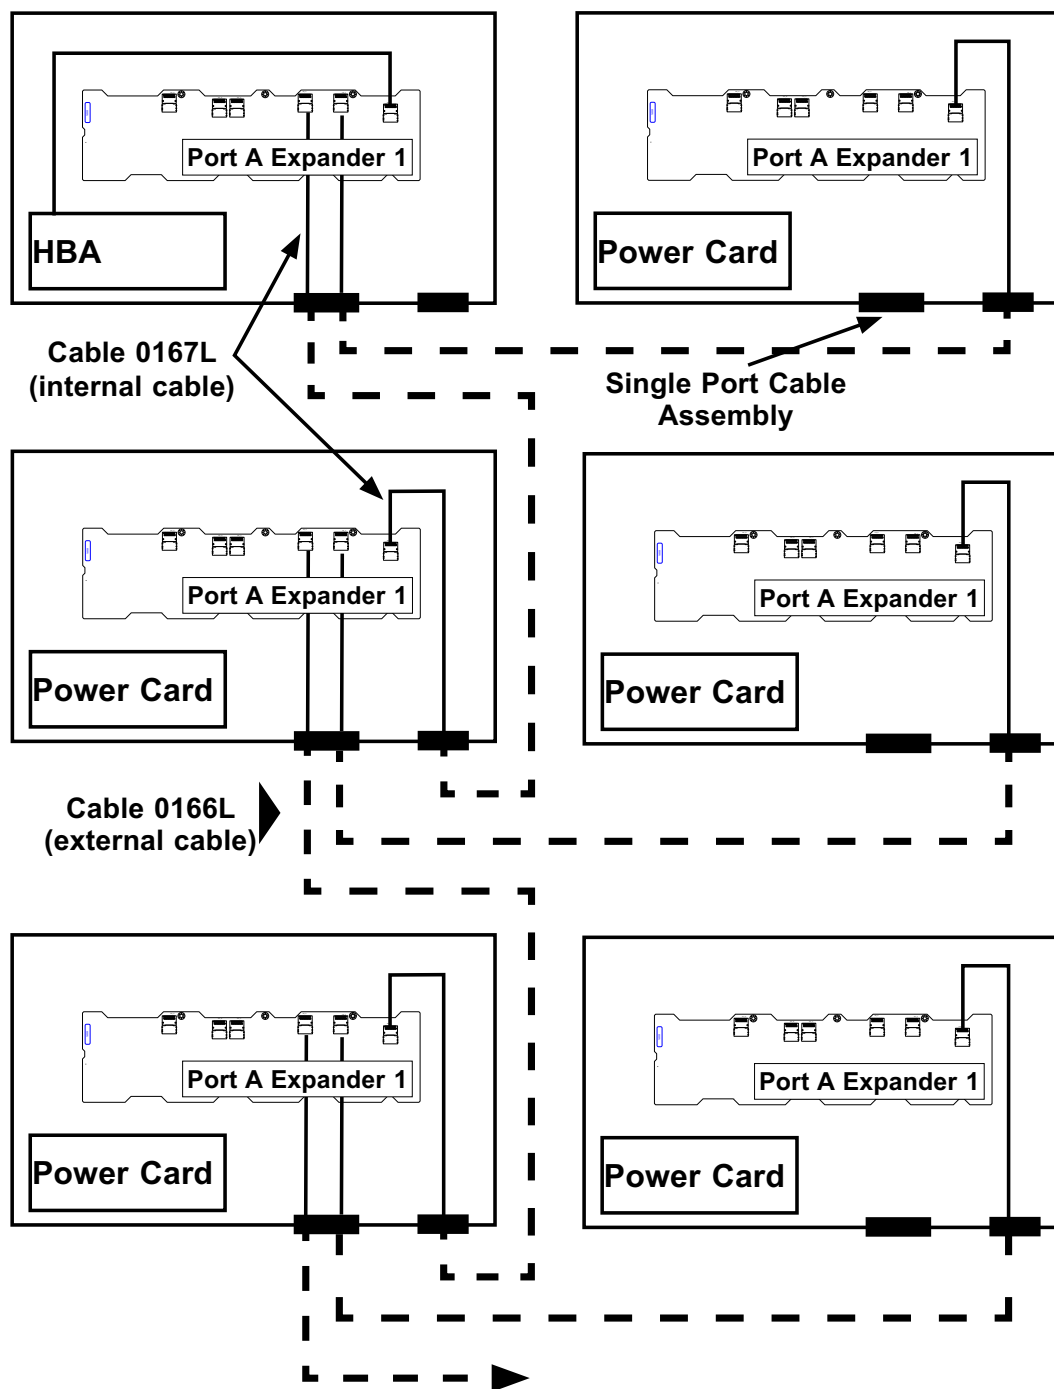 Port A Expander 1
HBA
Port A Expander 1
Power Card
Cable 0167L
(internal cable)
Single Port Cable
Assembly
Port A Expander 1
Power Card
Port A Expander 1
Power Card
Cable 0166L
(external cable)
Port A Expander 1
Power Card
Port A Expander 1
Power Card